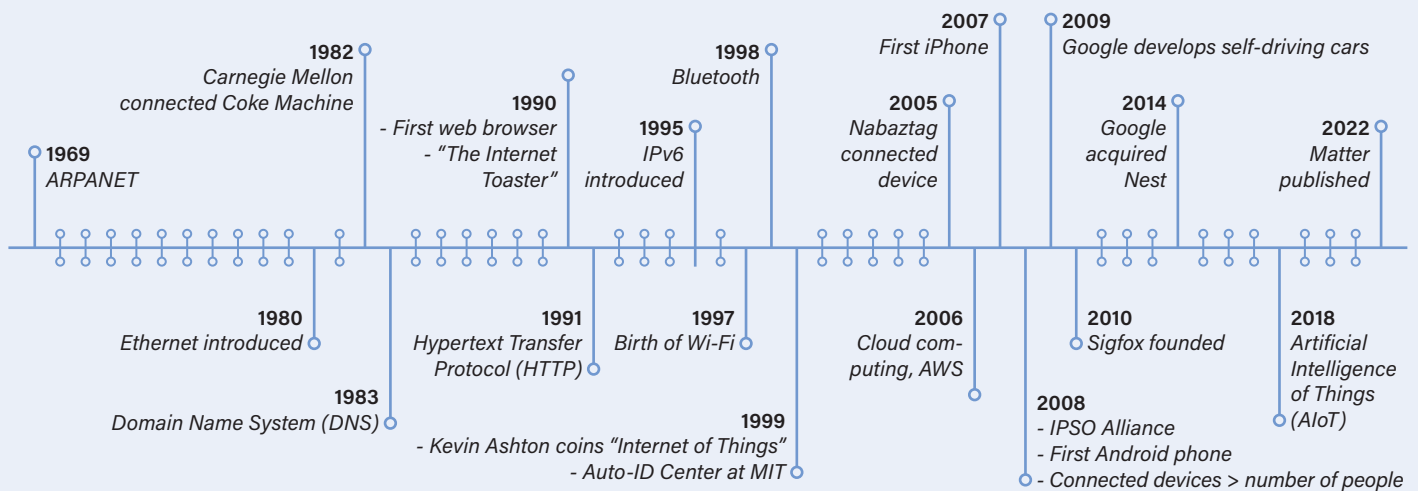 1969
ARPANET
1982
Carnegie Mellon
connected Coke Machine
1990
- First web browser
- “The Internet
Toaster”
1995
IPv6
introduced
1998
Bluetooth
2005
Nabaztag
connected
device
2007
First iPhone
2009
Google develops self-driving cars
2014
Google
acquired
Nest
2022
Matter
published
1980
Ethernet introduced
1983
Domain Name System (DNS)
1991
Hypertext Transfer
Protocol (HTTP)
1997
Birth of Wi-Fi
1999
- Kevin Ashton coins “Internet of Things”
- Auto-ID Center at MIT
2006
Cloud com-
puting, AWS
2008
- IPSO Alliance
- First Android phone
- Connected devices > number of people
2010
Sigfox founded
2018
Artificial
Intelligence
of Things
(AIoT)